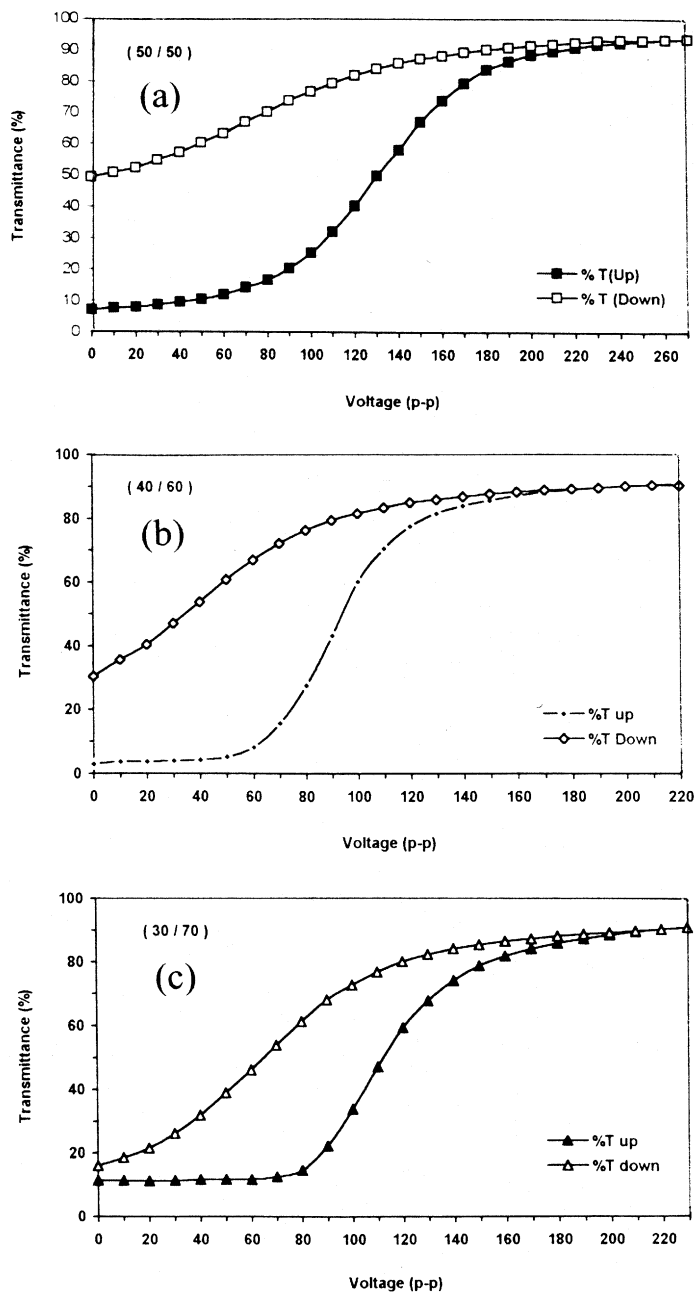 ( 50 / 50 )
(a)
Transmittance (%)
100
90
80
70
60
50
40
30
20
10
0
% T(Up)
% T (Down)
0 20 40 60 80 100 120 140 160 180 200 220 240 260
Voltage (p-p)
( 40 / 60 )
(b)
Transmittance (%)
100
80
60
40
20
0
%T up
%T Down
0 20 40 60 80 100 120 140 160 180 200 220
Voltage (p-p)
( 30 / 70 )
(c)
Transmittance (%)
100
80
60
40
20
0
%T up
%T down
0 20 40 60 80 100 120 140 160 180 200 220
Voltage (p-p)